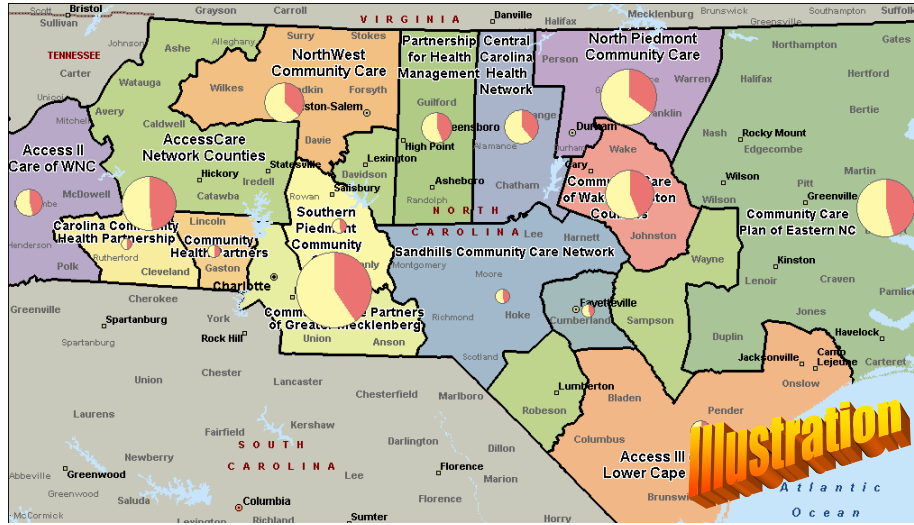 Bristol
Scott
Sullivan
Grayson
Carroll
VIRGINIA
Danville
Halifax
Mecklenburg
Brunswick
Greensville
Southampton
Suffolk
Johnson
Ashe
Alleghany
Surry
Stokes
Partnership
for Health
Management
Central
Carolina
Health
Network
North Piedmont
Community Care
Northampton
Gates
TENNESSEE
Carter
NorthWest
Community Care
Person
Warren
Hertford
Unicoi
Watauga
Wilkes
Forsyth
Guilford
Halifax
Mitchell
Avery
Caldwell
Davie
Alamance
Durham
Nash
Rocky Mount
Edgecombe
Bertie
Access II
Care of WNC
AccessCare
Network Counties
Statesville
Iredell
Lexington
Davidson
High Point
Wake
Cary
Martin
McDowell
Hickory
Catawba
Rowan
Salisbury
Asheboro
Randolph
Chatham
Wilson
Wilson
Pitt
Greenville
Henderson
Carolina Community
Health Partnership
Lincoln
Community
Health Partners
Southern
Piedmont
Community
NORTH
CAROLINA
Lee
Harnett
Johnston
Community Care
Plan of Eastern NC
Polk
Rutherford
Cleveland
Gaston
Montgomery
Sandhills Community Care Network
Moore
Wayne
Lenoir
Kinston
Craven
Pamlico
Cherokee
Charlotte
Greenville
Spartanburg
Spartanburg
York
Rock Hill
of Greater Mecklenburg
Union
Anson
Richmond
Hoke
Scotland
Fayetteville
Cumberland
Sampson
Duplin
Jones
Havelock
Carteret
Jacksonville
Camp
Lejeune
Onslow
Union
Chester
Lancaster
Chesterfield
Marlboro
Lumberton
Robeson
Bladen
Pender
Laurens
Fairfield
Kershaw
Darlington
Dillon
Columbus
Illustration
Newberry
SOUTH
CAROLINA
Abbeville
Greenwood
Greenwood
Saluda
Lee
Florence
Florence
Marion
Access III
Lower Cape
Atlantic
Ocean
McCormick
Columbia
Lexington
Richland
Sumter
Horry